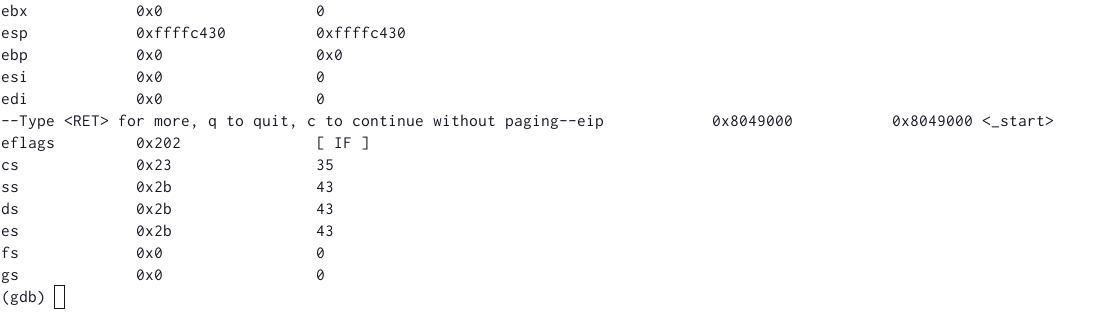 ebx            0x0                 0
esp            0xffffc430          0xffffc430
ebp            0x0                 0x0
esi            0x0                 0
edi            0x0                 0
--Type <RET> for more, q to quit, c to continue without paging--eip            0x8049000           0x8049000 <_start>
eflags         0x202               [ IF ]
cs             0x23                35
ss             0x2b                43
ds             0x2b                43
es             0x2b                43
fs             0x0                 0
gs             0x0                 0
(gdb)